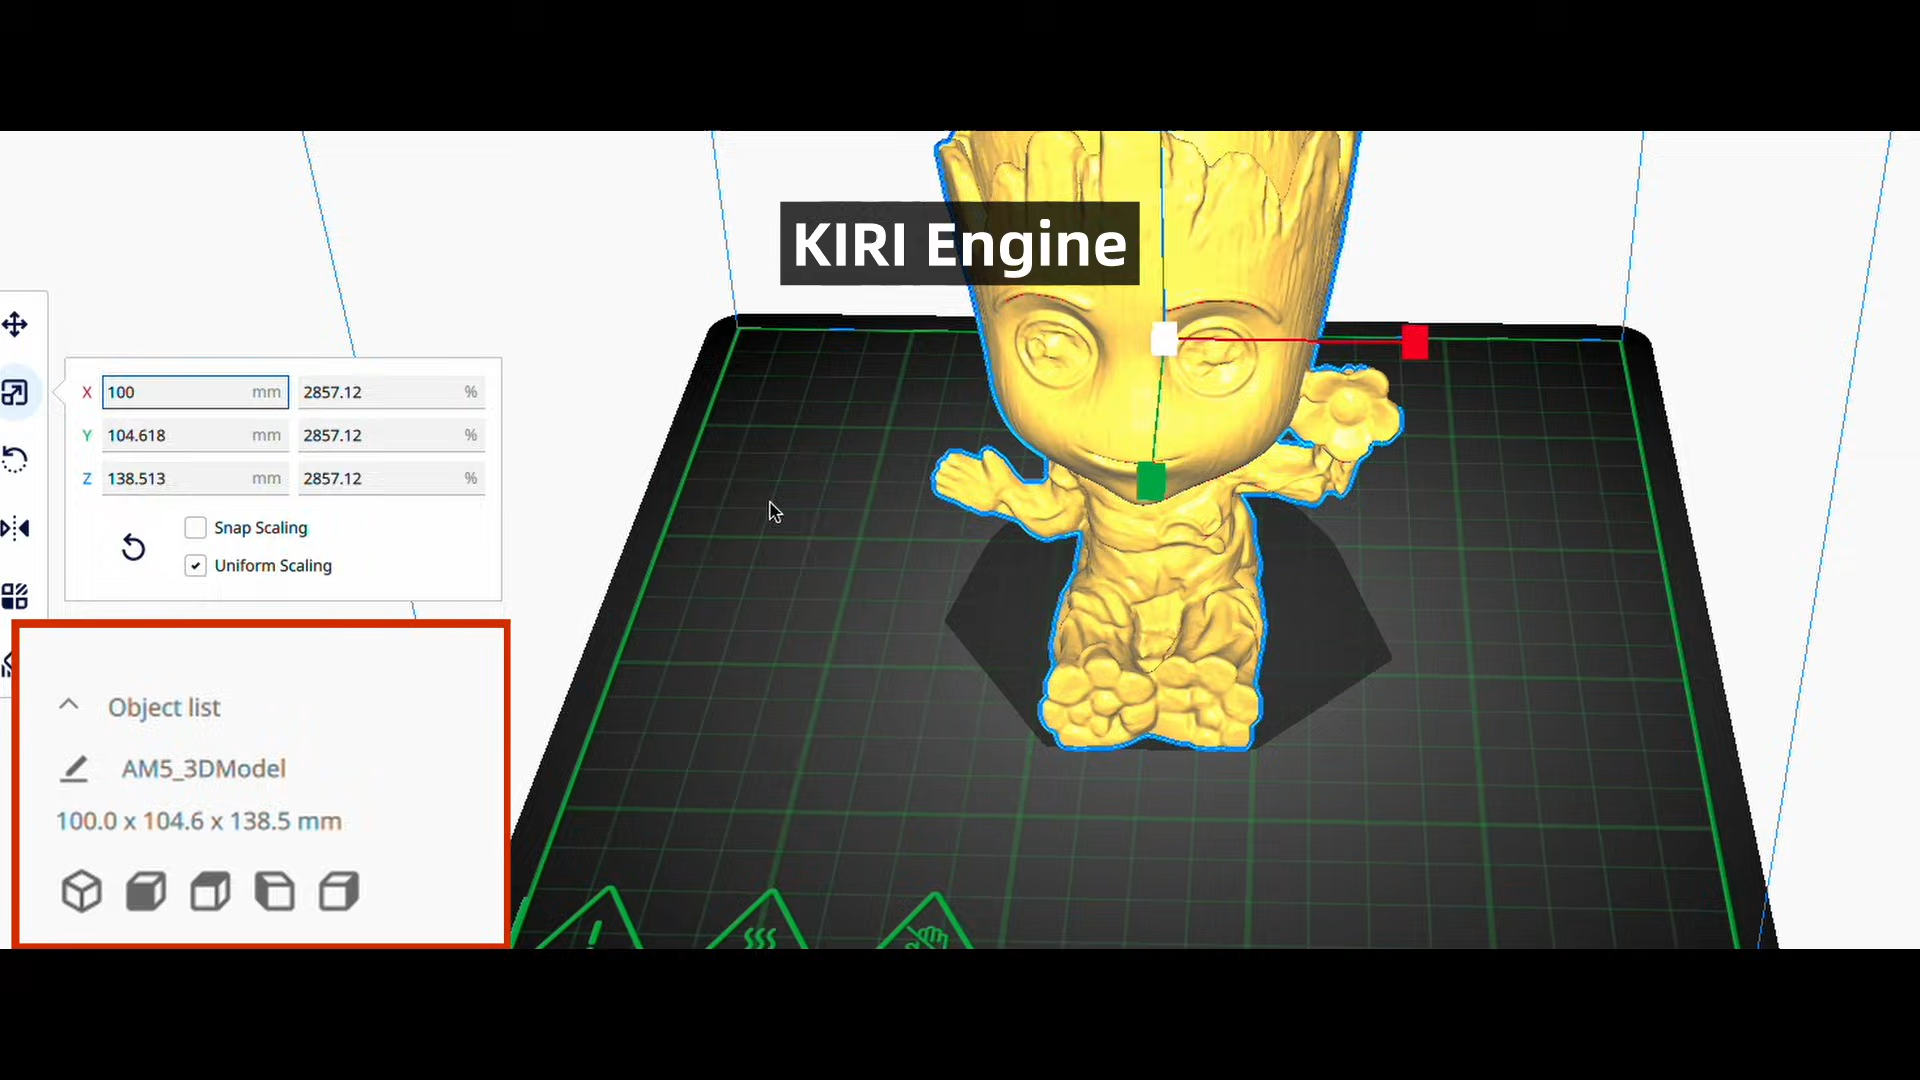 KIRI Engine
X 100 mm 2857.12 %
Y 104.618 mm 2857.12 %
Z 138.513 mm 2857.12 %
Snap Scaling
Uniform Scaling
Object list
AM5_3DModel
100.0 x 104.6 x 138.5 mm